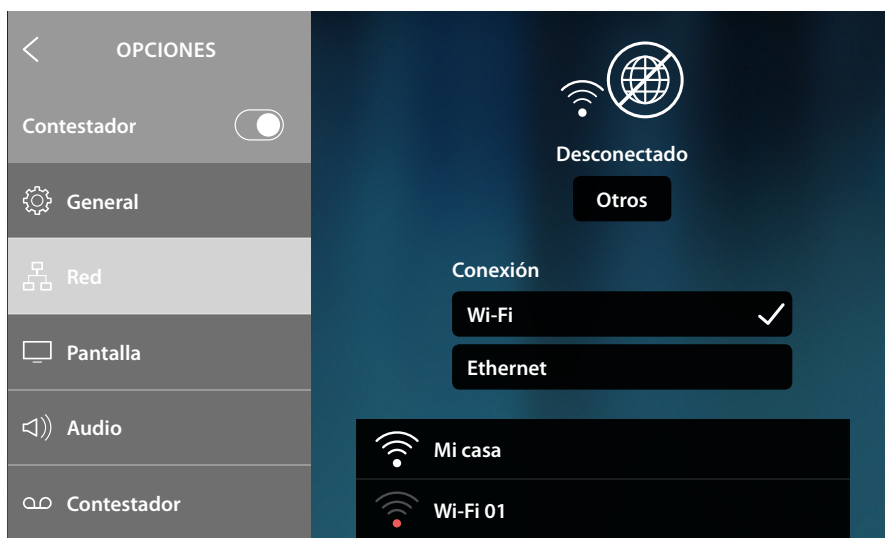 OPCIONES
Contestador
General
Red
Pantalla
Audio
Contestador
Desconectado
Otros
Conexión
Wi-Fi
Ethernet
Mi casa
Wi-Fi 01